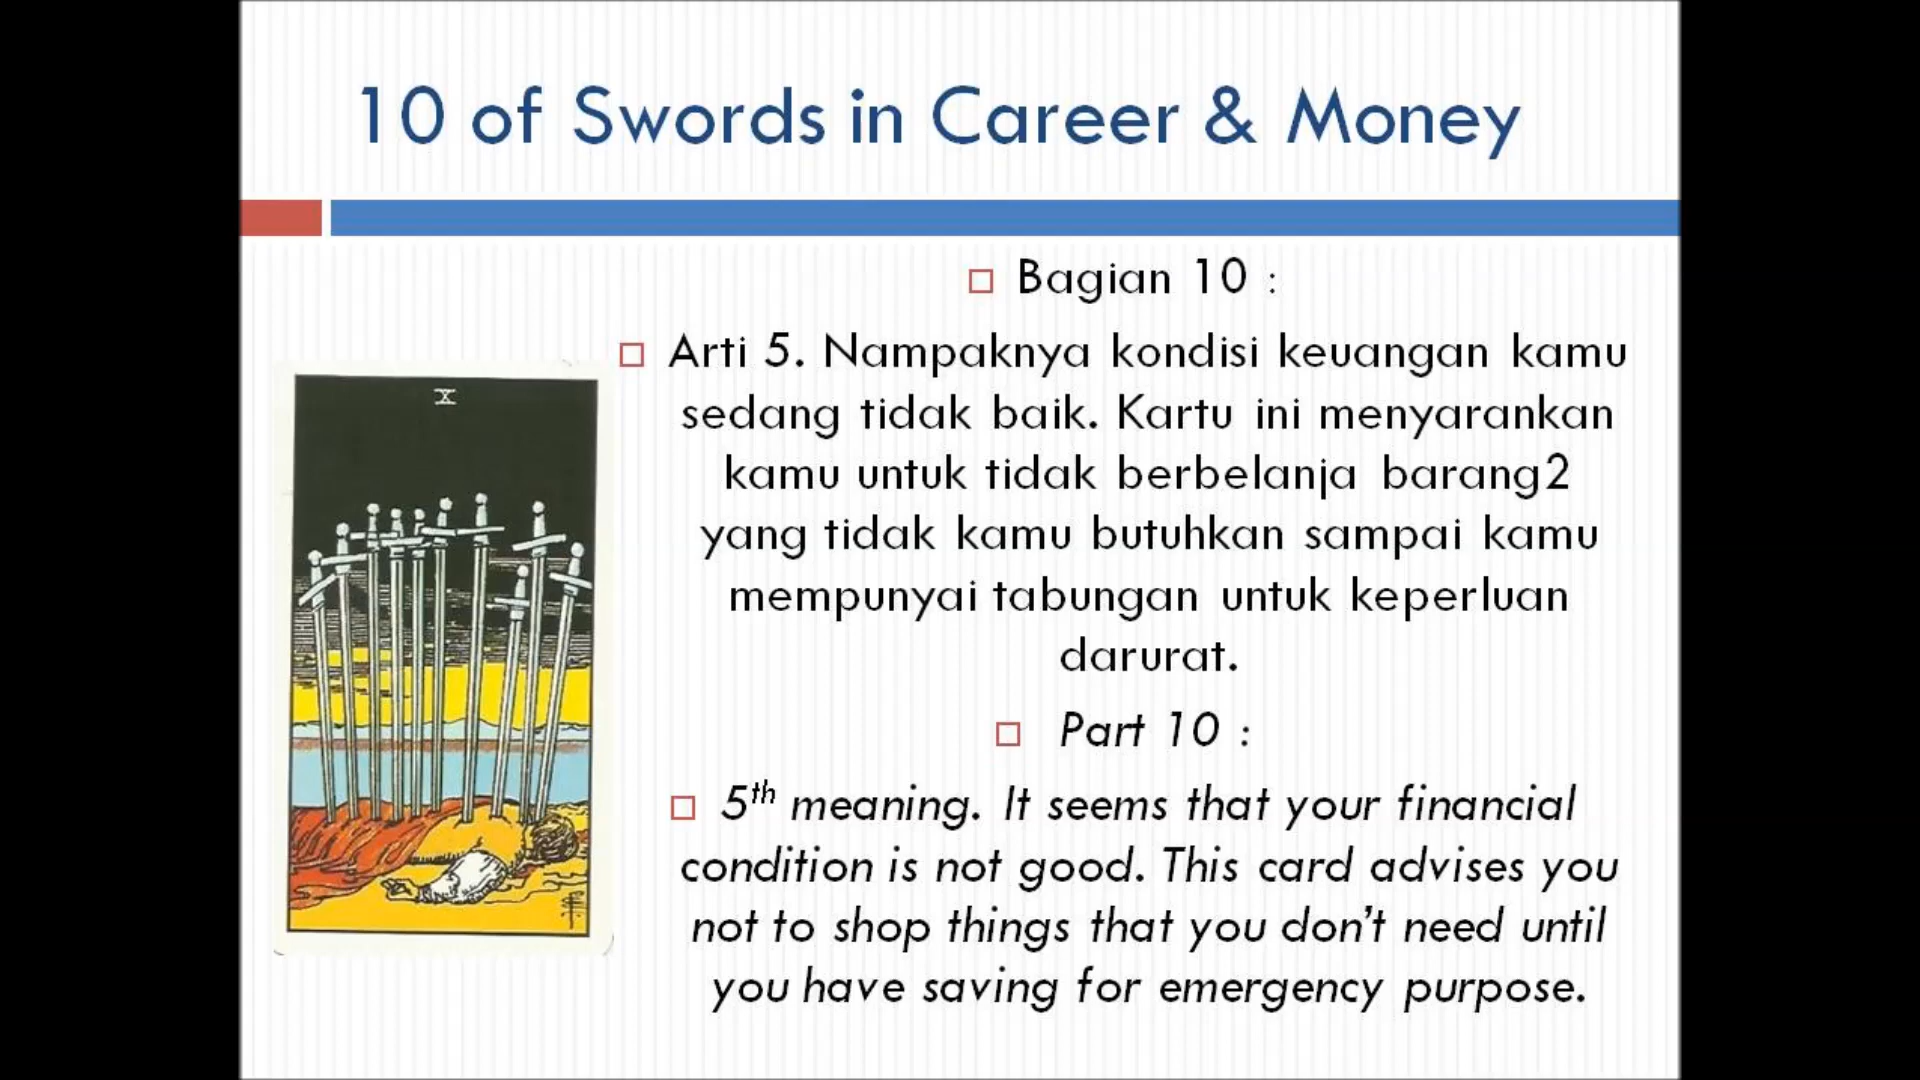 10 of Swords in Career & Money
X
Bagian 10 :
Arti 5. Nampaknya kondisi keuangan kamu
sedang tidak baik. Kartu ini menyarankan
kamu untuk tidak berbelanja barang2
yang tidak kamu butuhkan sampai kamu
mempunyai tabungan untuk keperluan
darurat.
Part 10 :
5th meaning. It seems that your financial
condition is not good. This card advises you
not to shop things that you don't need until
you have saving for emergency purpose.